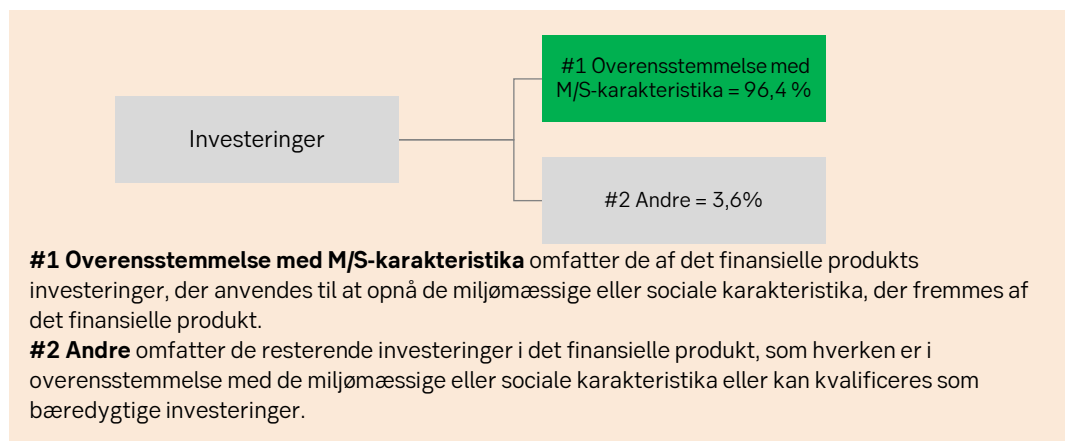 #1 Overensstemmelse med
M/S-karakteristika = 96,4 %
Investeringer
#2 Andre = 3,6%
#1 Overensstemmelse med M/S-karakteristika omfatter de af det finansielle produkts
investeringer, der anvendes til at opnå de miljømæssige eller sociale karakteristika, der fremmes af
det finansielle produkt.
#2 Andre omfatter de resterende investeringer i det finansielle produkt, som hverken er i
overensstemmelse med de miljømæssige eller sociale karakteristika eller kan kvalificeres som
bæredygtige investeringer.